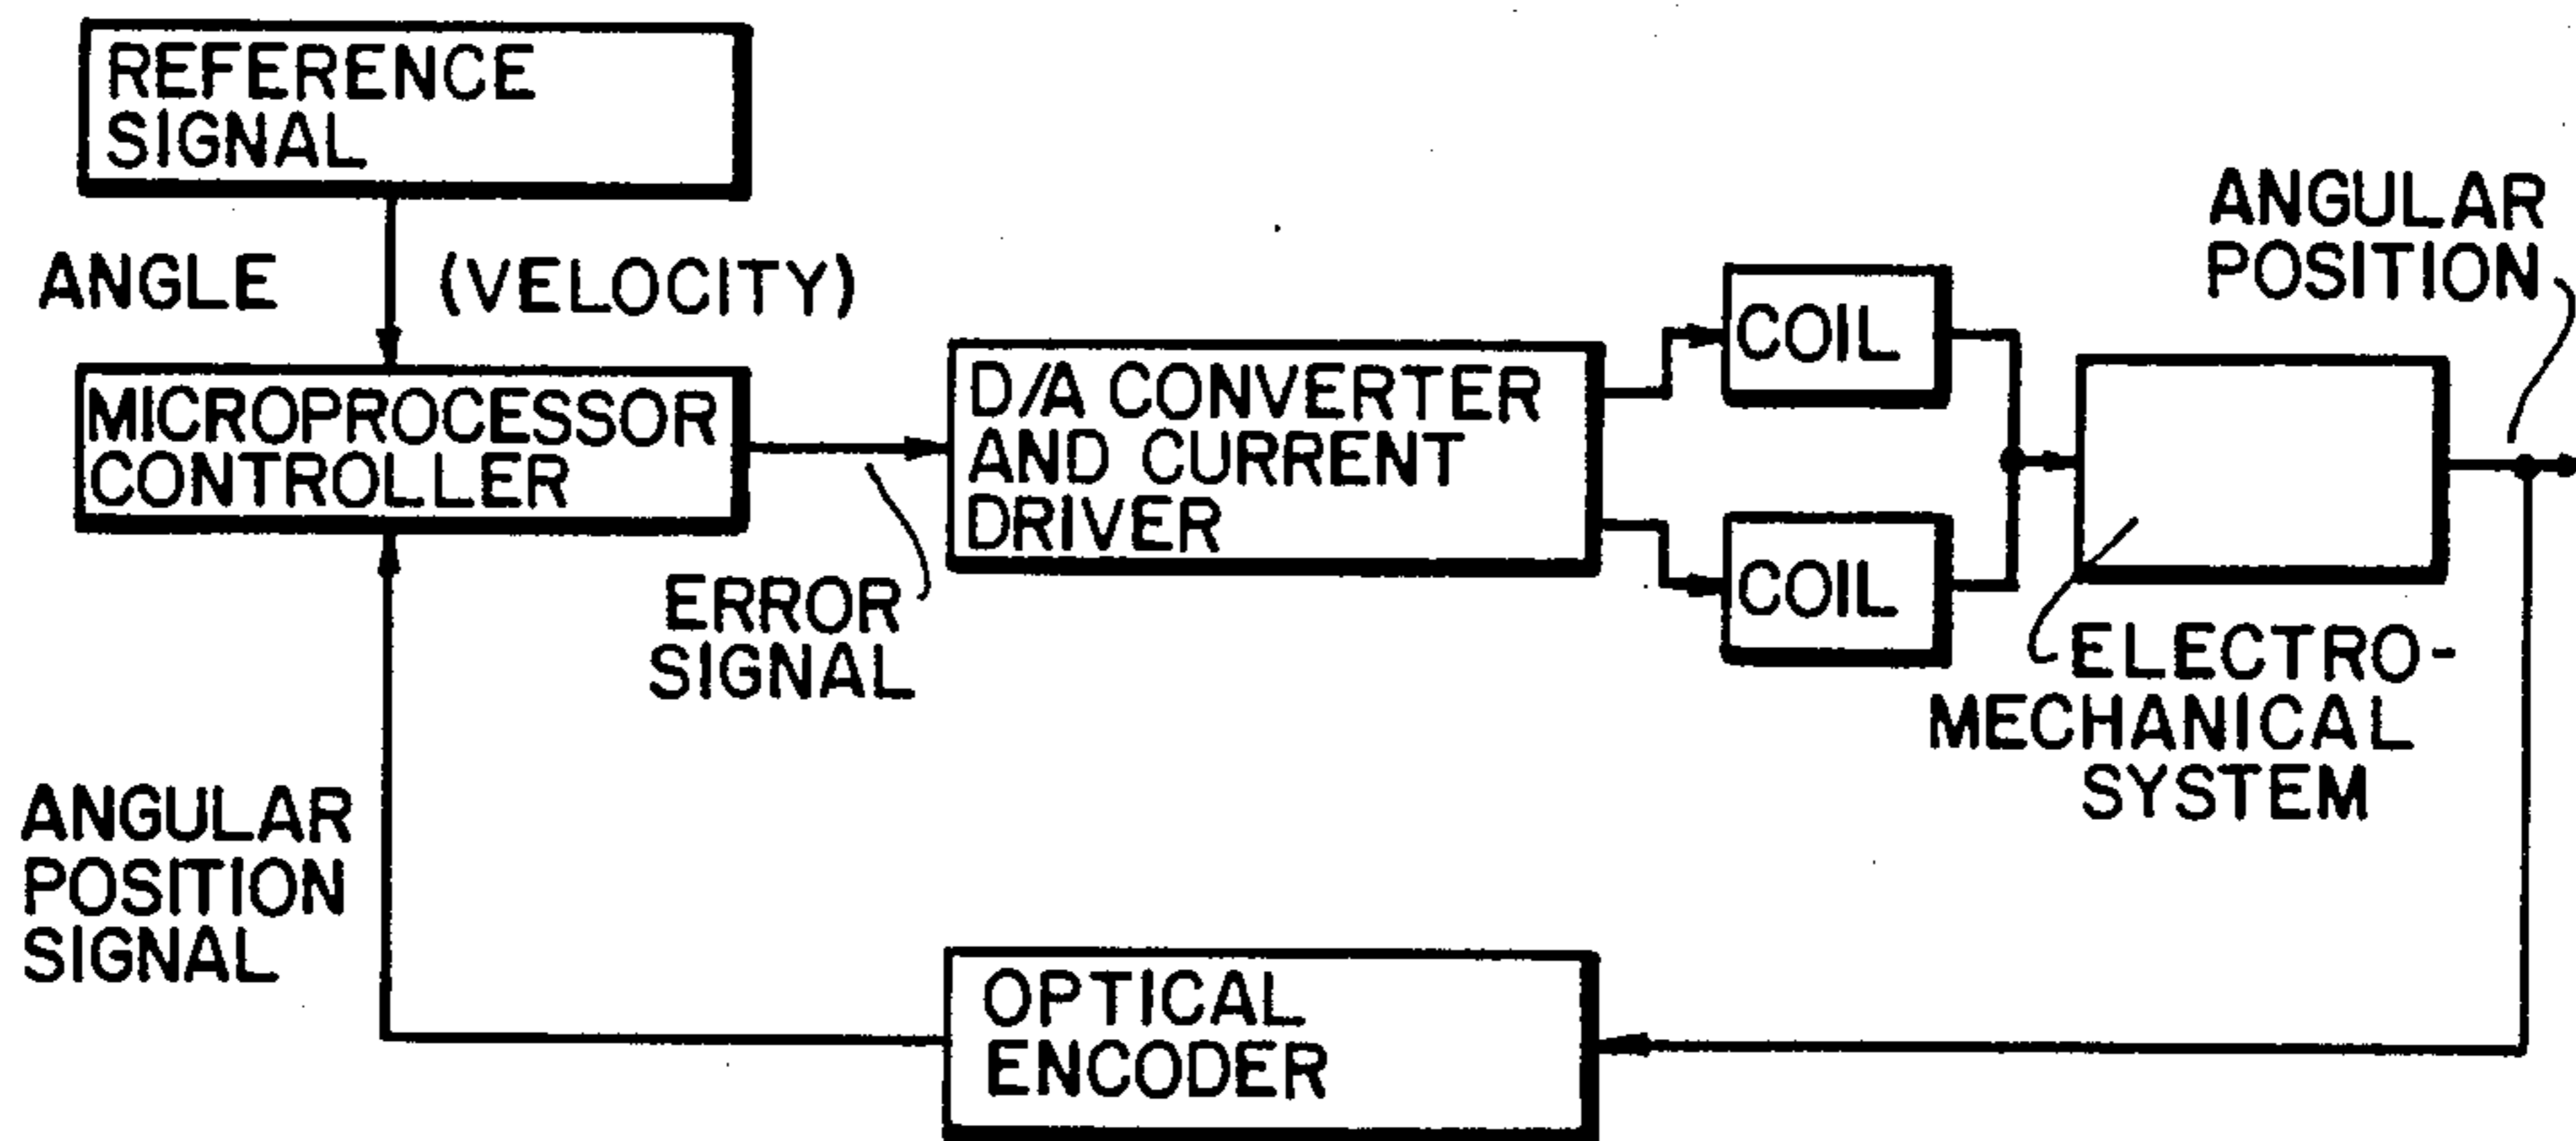 REFERENCE
SIGNAL
ANGLE (VELOCITY)
MICROPROCESSOR
CONTROLLER
ERROR
SIGNAL
D/A CONVERTER
AND CURRENT
DRIVER
COIL
COIL
ANGULAR
POSITION
ELECTRO-
MECHANICAL
SYSTEM
ANGULAR
POSITION
SIGNAL
OPTICAL
ENCODER